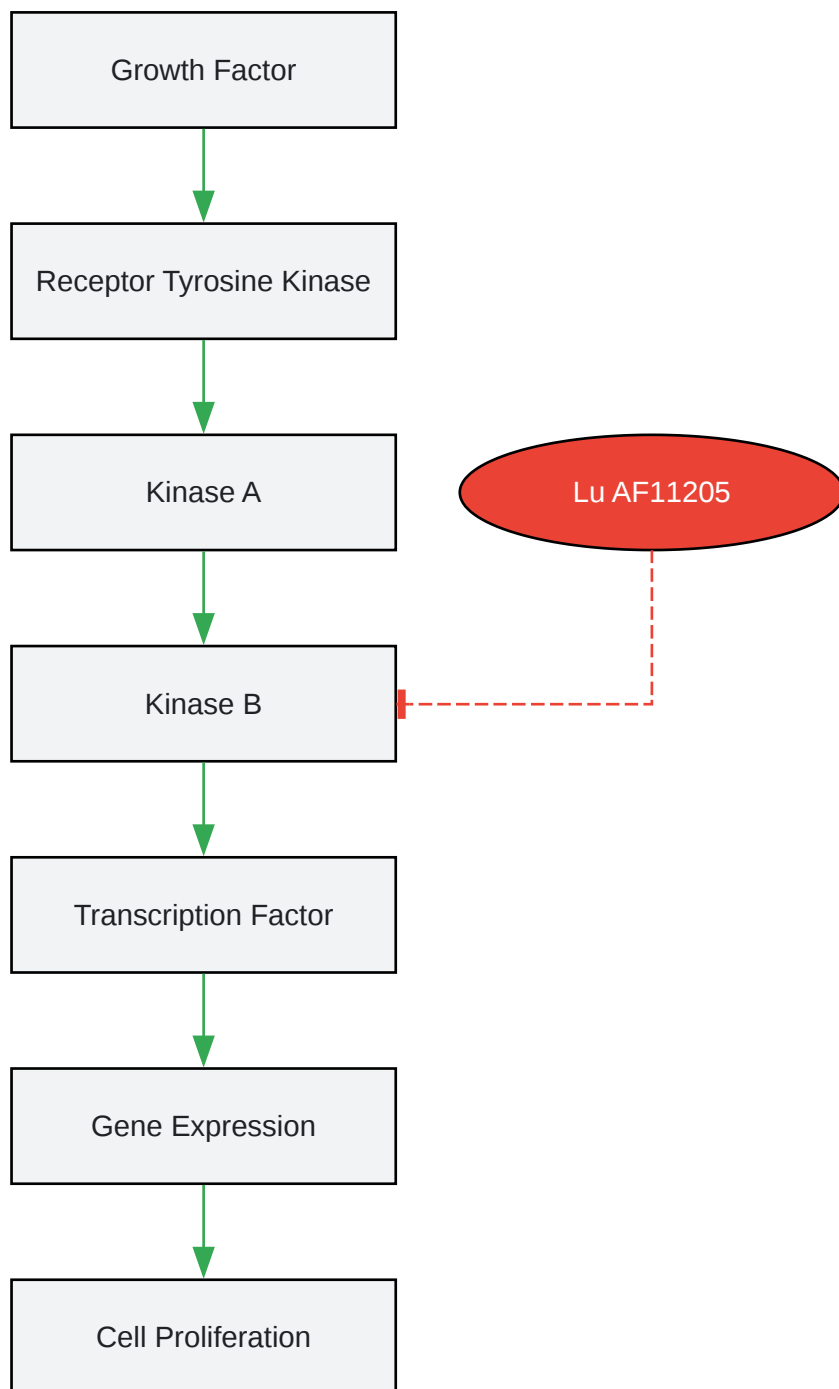 Growth Factor
Receptor Tyrosine Kinase
Kinase A
Lu AF11205
Kinase B
Transcription Factor
Gene Expression
Cell Proliferation